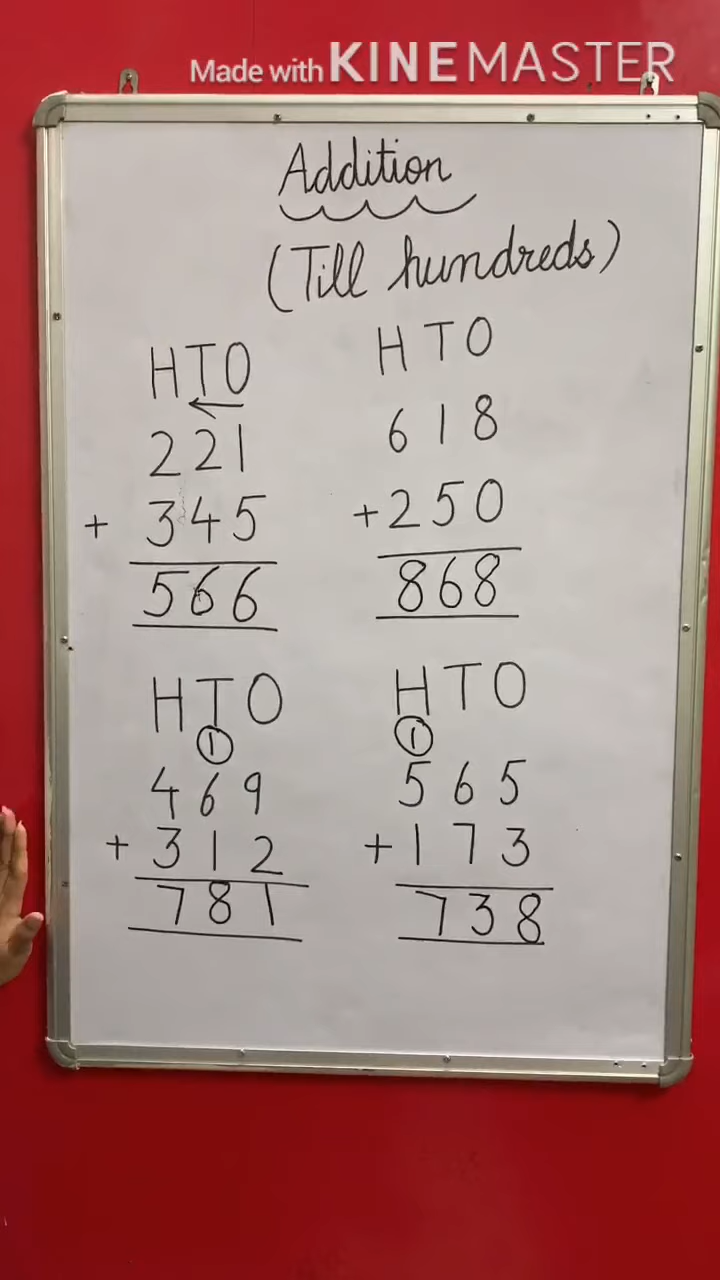 Made with KINEMASTER
Addition
(Till hundreds)
HTO
221
+ 345
566
HTO
618
+250
868
HTO
1
469
+ 312
781
HTO
1
565
+173
738